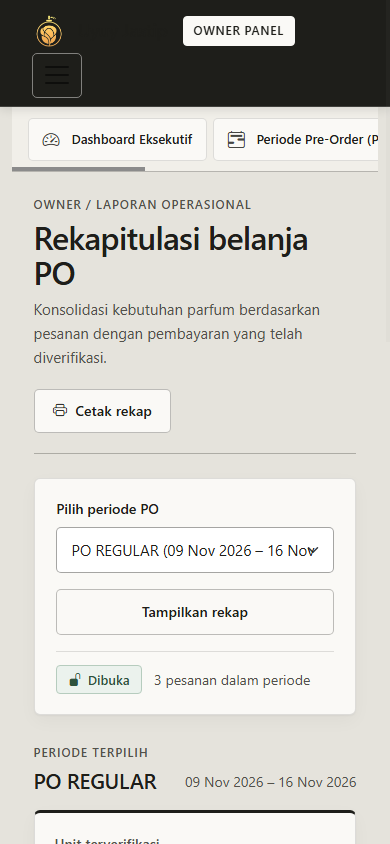 OWNER PANEL
Dashboard Eksekutif
Periode Pre-Order (P
OWNER / LAPORAN OPERASIONAL
Rekapitulasi belanja
PO
Konsolidasi kebutuhan parfum berdasarkan
pesanan dengan pembayaran yang telah
diverifikasi.
Cetak rekap
Pilih periode PO
PO REGULAR (09 Nov 2026 – 16 Nov
Tampilkan rekap
Dibuka
3 pesanan dalam periode
PERIODE TERPILIH
PO REGULAR
09 Nov 2026 – 16 Nov 2026
Unit terverifikasi